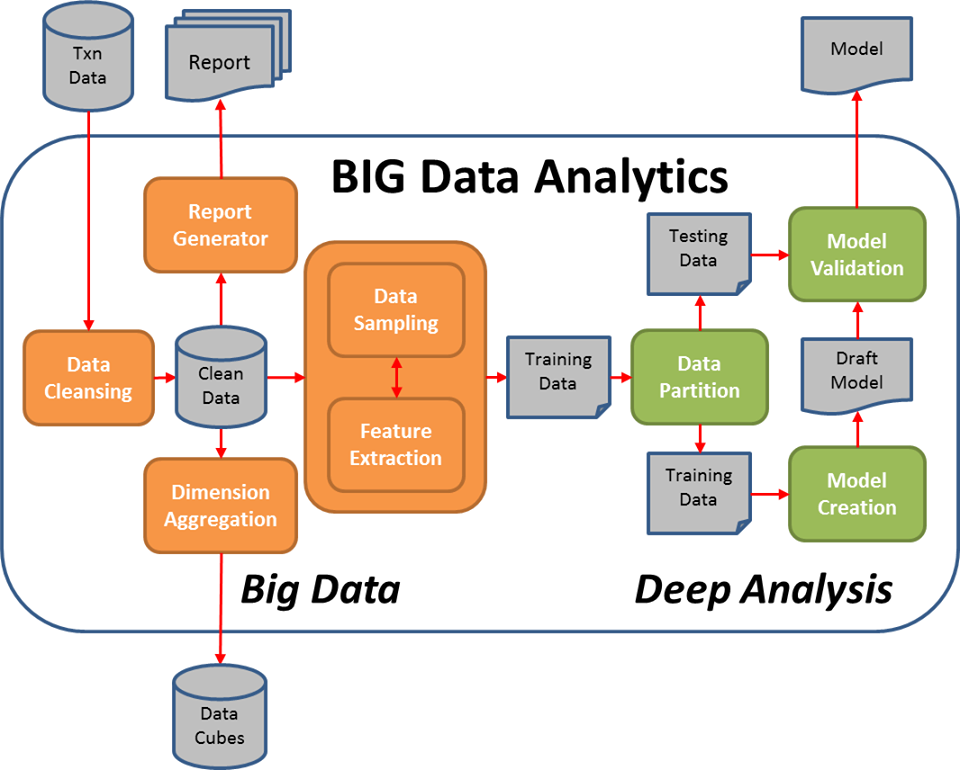 Txn
Data
Report
Model
BIG Data Analytics
Report
Generator
Testing
Data
Model
Validation
Data
Sampling
Data
Cleansing
Clean
Data
Training
Data
Data
Partition
Draft
Model
Feature
Extraction
Dimension
Aggregation
Training
Data
Model
Creation
Big Data
Deep Analysis
Data
Cubes